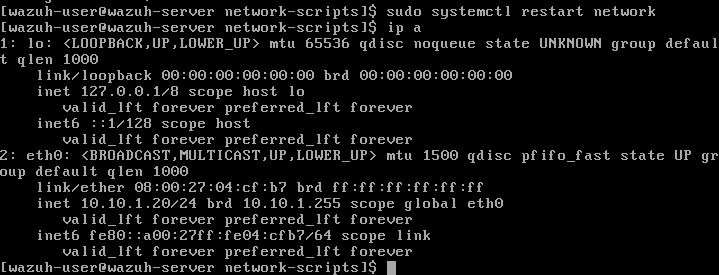 [wazuh-user@wazuh-server network-scripts]$ sudo systemctl restart network
[wazuh-user@wazuh-server network-scripts]$ ip a
1: lo: <LOOPBACK,UP,LOWER_UP> mtu 65536 qdisc noqueue state UNKNOWN group defaul
t qlen 1000
    link/loopback 00:00:00:00:00:00 brd 00:00:00:00:00:00
    inet 127.0.0.1/8 scope host lo
       valid_lft forever preferred_lft forever
    inet6 ::1/128 scope host
       valid_lft forever preferred_lft forever
2: eth0: <BROADCAST,MULTICAST,UP,LOWER_UP> mtu 1500 qdisc pfifo_fast state UP gr
oup default qlen 1000
    link/ether 08:00:27:04:cf:b7 brd ff:ff:ff:ff:ff:ff
    inet 10.10.1.20/24 brd 10.10.1.255 scope global eth0
       valid_lft forever preferred_lft forever
    inet6 fe80::a00:27ff:fe04:cfb7/64 scope link
       valid_lft forever preferred_lft forever
[wazuh-user@wazuh-server network-scripts]$